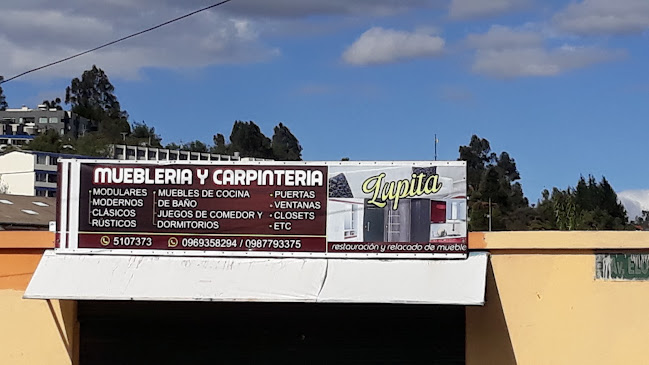 MUEBLERIA Y CARPINTERIA
- MODULARES
- MODERNOS
- CLÁSICOS
- RÚSTICOS
- MUEBLES DE COCINA
- DE BAÑO
- JUEGOS DE COMEDOR Y
- DORMITORIOS
- PUERTAS
- VENTANAS
- CLOSETS
- ETC
5107373
0969358294 / 0987793375
Lupita
restauración y relacado de mueble